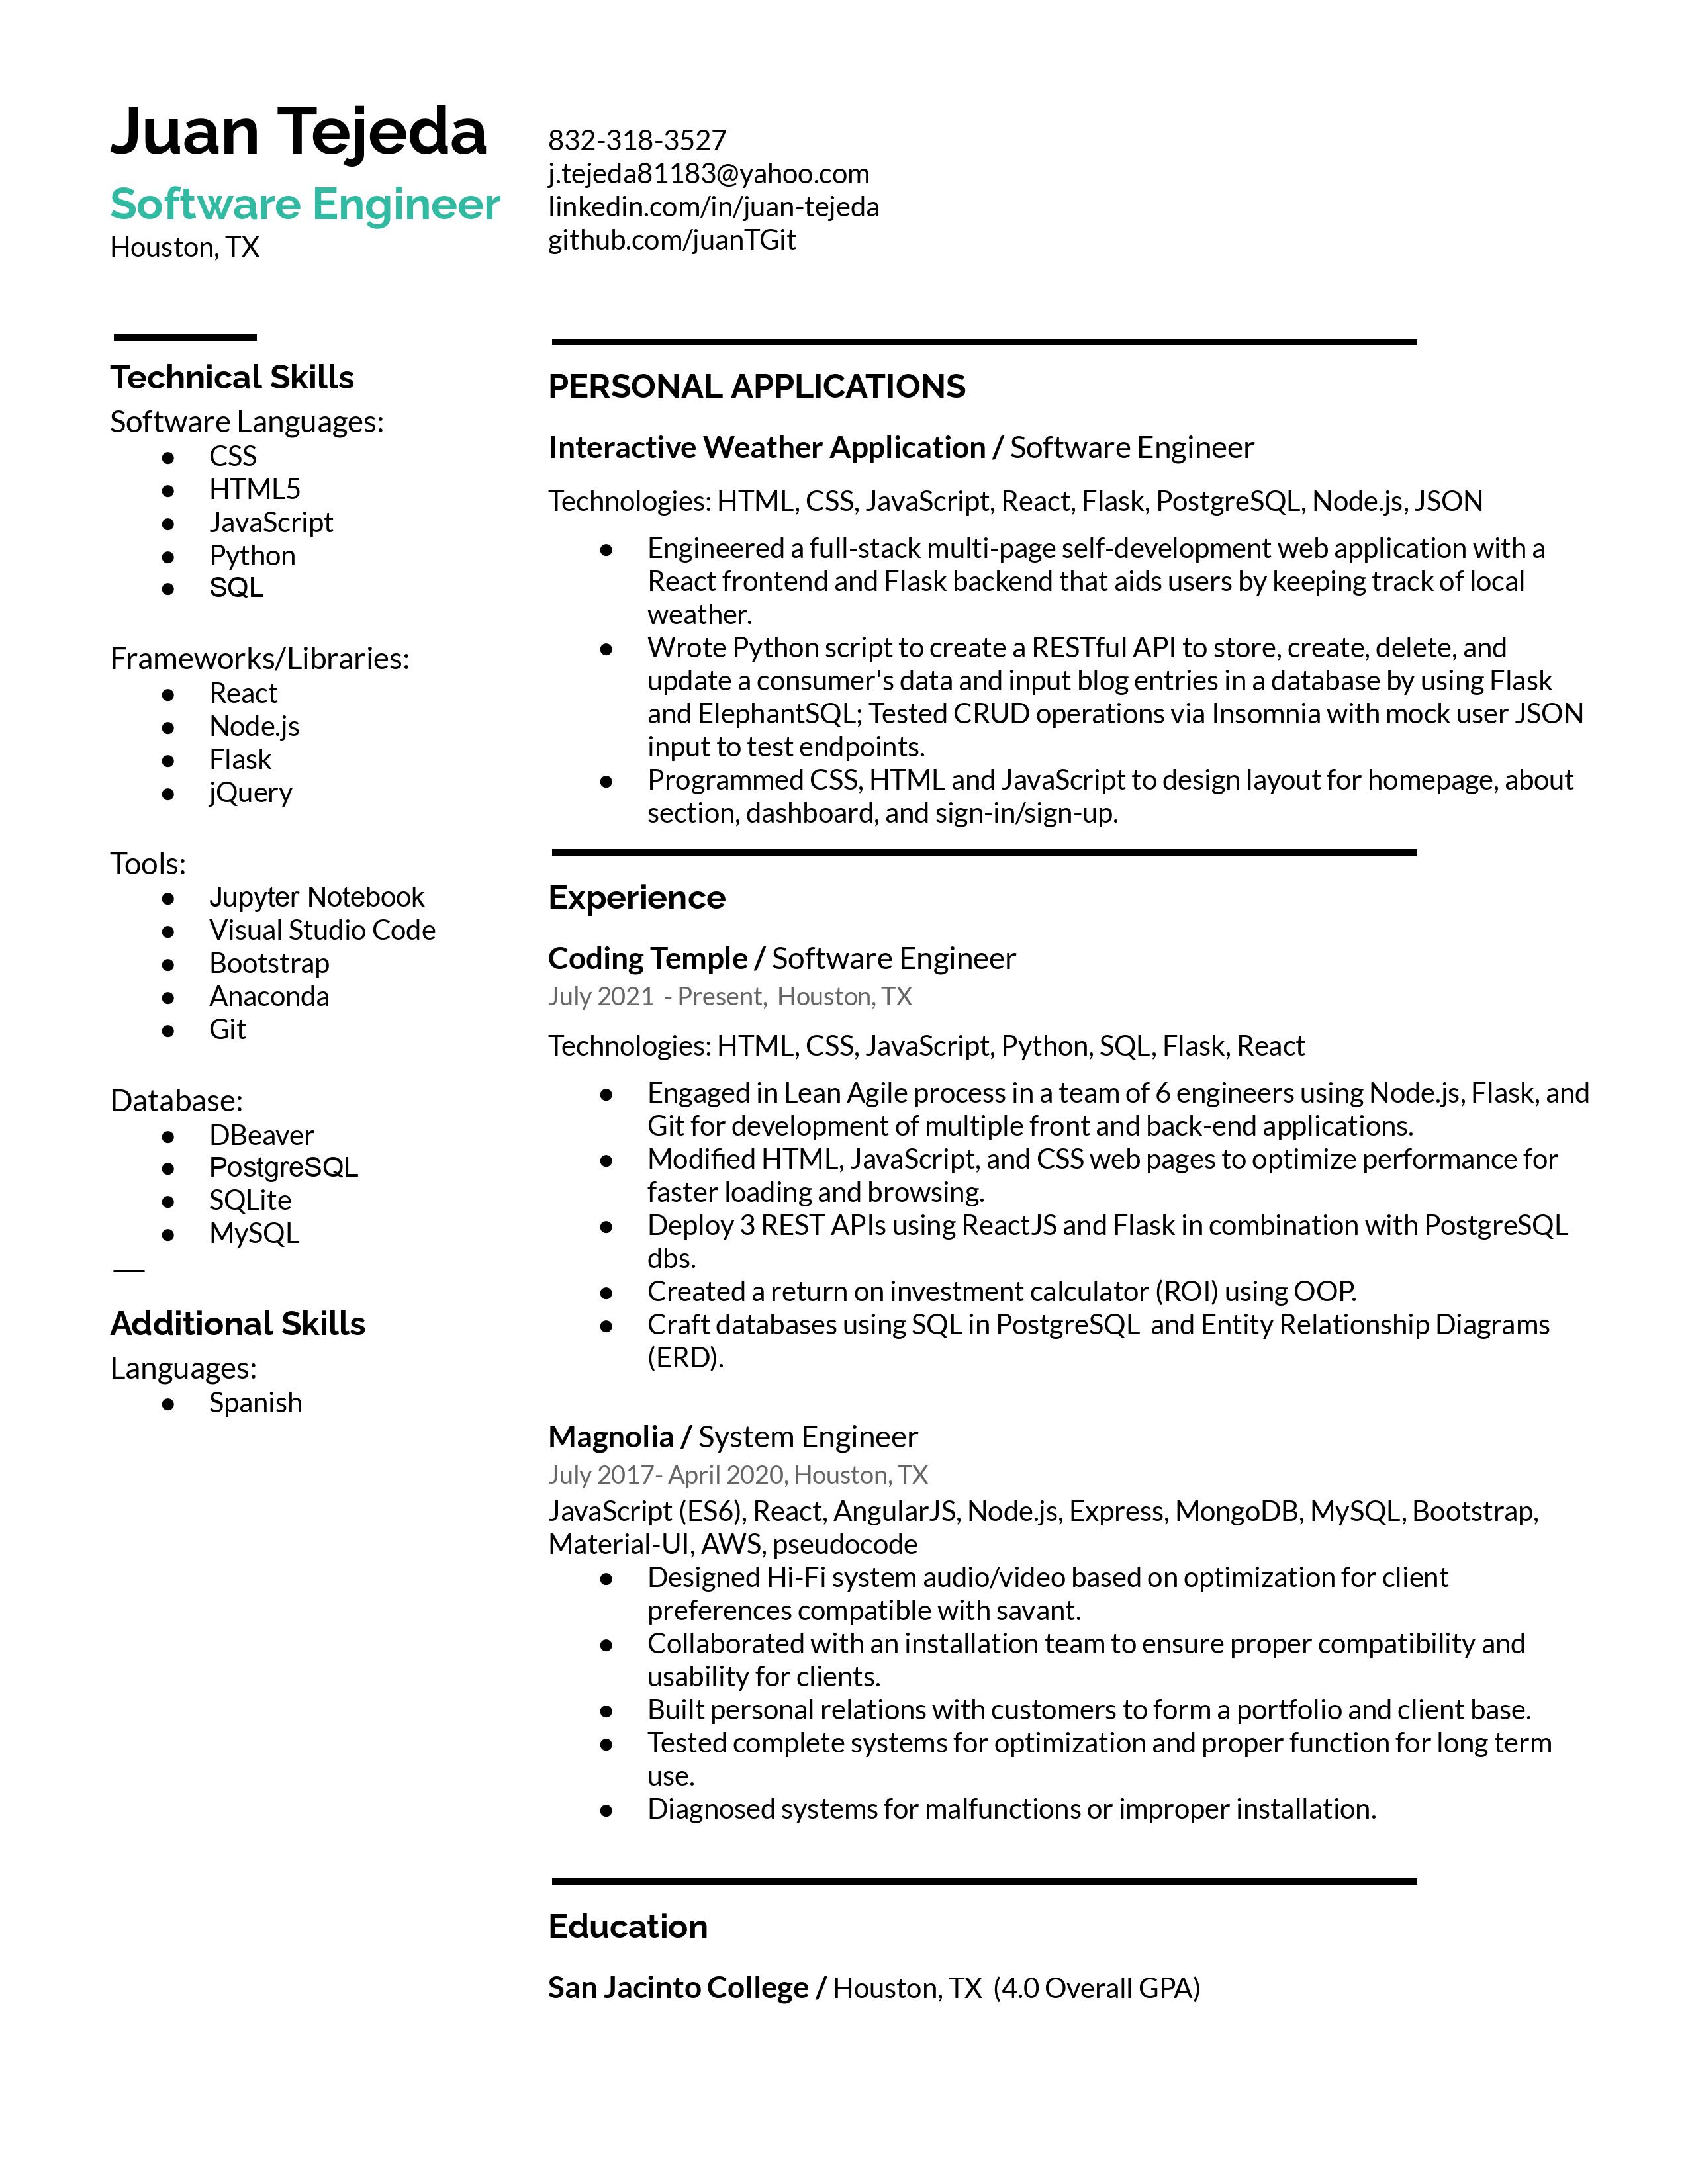 Juan Tejeda
Software Engineer
Houston, TX
832-318-3527
j.tejeda81183@yahoo.com
linkedin.com/in/juan-tejeda
github.com/juanTGit
Technical Skills
Software Languages:
● CSS
● HTML5
● JavaScript
● Python
● SQL
Frameworks/Libraries:
● React
● Node.js
● Flask
● jQuery
Tools:
● Jupyter Notebook
● Visual Studio Code
● Bootstrap
● Anaconda
● Git
Database:
● DBeaver
● PostgreSQL
● SQLite
● MySQL
Additional Skills
Languages:
● Spanish
PERSONAL APPLICATIONS
Interactive Weather Application / Software Engineer
Technologies: HTML, CSS, JavaScript, React, Flask, PostgreSQL, Node.js, JSON
● Engineered a full-stack multi-page self-development web application with a
React frontend and Flask backend that aids users by keeping track of local
weather.
● Wrote Python script to create a RESTful API to store, create, delete, and
update a consumer's data and input blog entries in a database by using Flask
and ElephantSQL; Tested CRUD operations via Insomnia with mock user JSON
input to test endpoints.
● Programmed CSS, HTML and JavaScript to design layout for homepage, about
section, dashboard, and sign-in/sign-up.
Experience
Coding Temple / Software Engineer
July 2021 - Present, Houston, TX
Technologies: HTML, CSS, JavaScript, Python, SQL, Flask, React
● Engaged in Lean Agile process in a team of 6 engineers using Node.js, Flask, and
Git for development of multiple front and back-end applications.
● Modified HTML, JavaScript, and CSS web pages to optimize performance for
faster loading and browsing.
● Deploy 3 REST APIs using ReactJS and Flask in combination with PostgreSQL
dbs.
● Created a return on investment calculator (ROI) using OOP.
● Craft databases using SQL in PostgreSQL and Entity Relationship Diagrams
(ERD).
Magnolia / System Engineer
July 2017- April 2020, Houston, TX
JavaScript (ES6), React, AngularJS, Node.js, Express, MongoDB, MySQL, Bootstrap,
Material-UI, AWS, pseudocode
● Designed Hi-Fi system audio/video based on optimization for client
preferences compatible with savant.
● Collaborated with an installation team to ensure proper compatibility and
usability for clients.
● Built personal relations with customers to form a portfolio and client base.
● Tested complete systems for optimization and proper function for long term
use.
● Diagnosed systems for malfunctions or improper installation.
Education
San Jacinto College / Houston, TX (4.0 Overall GPA)